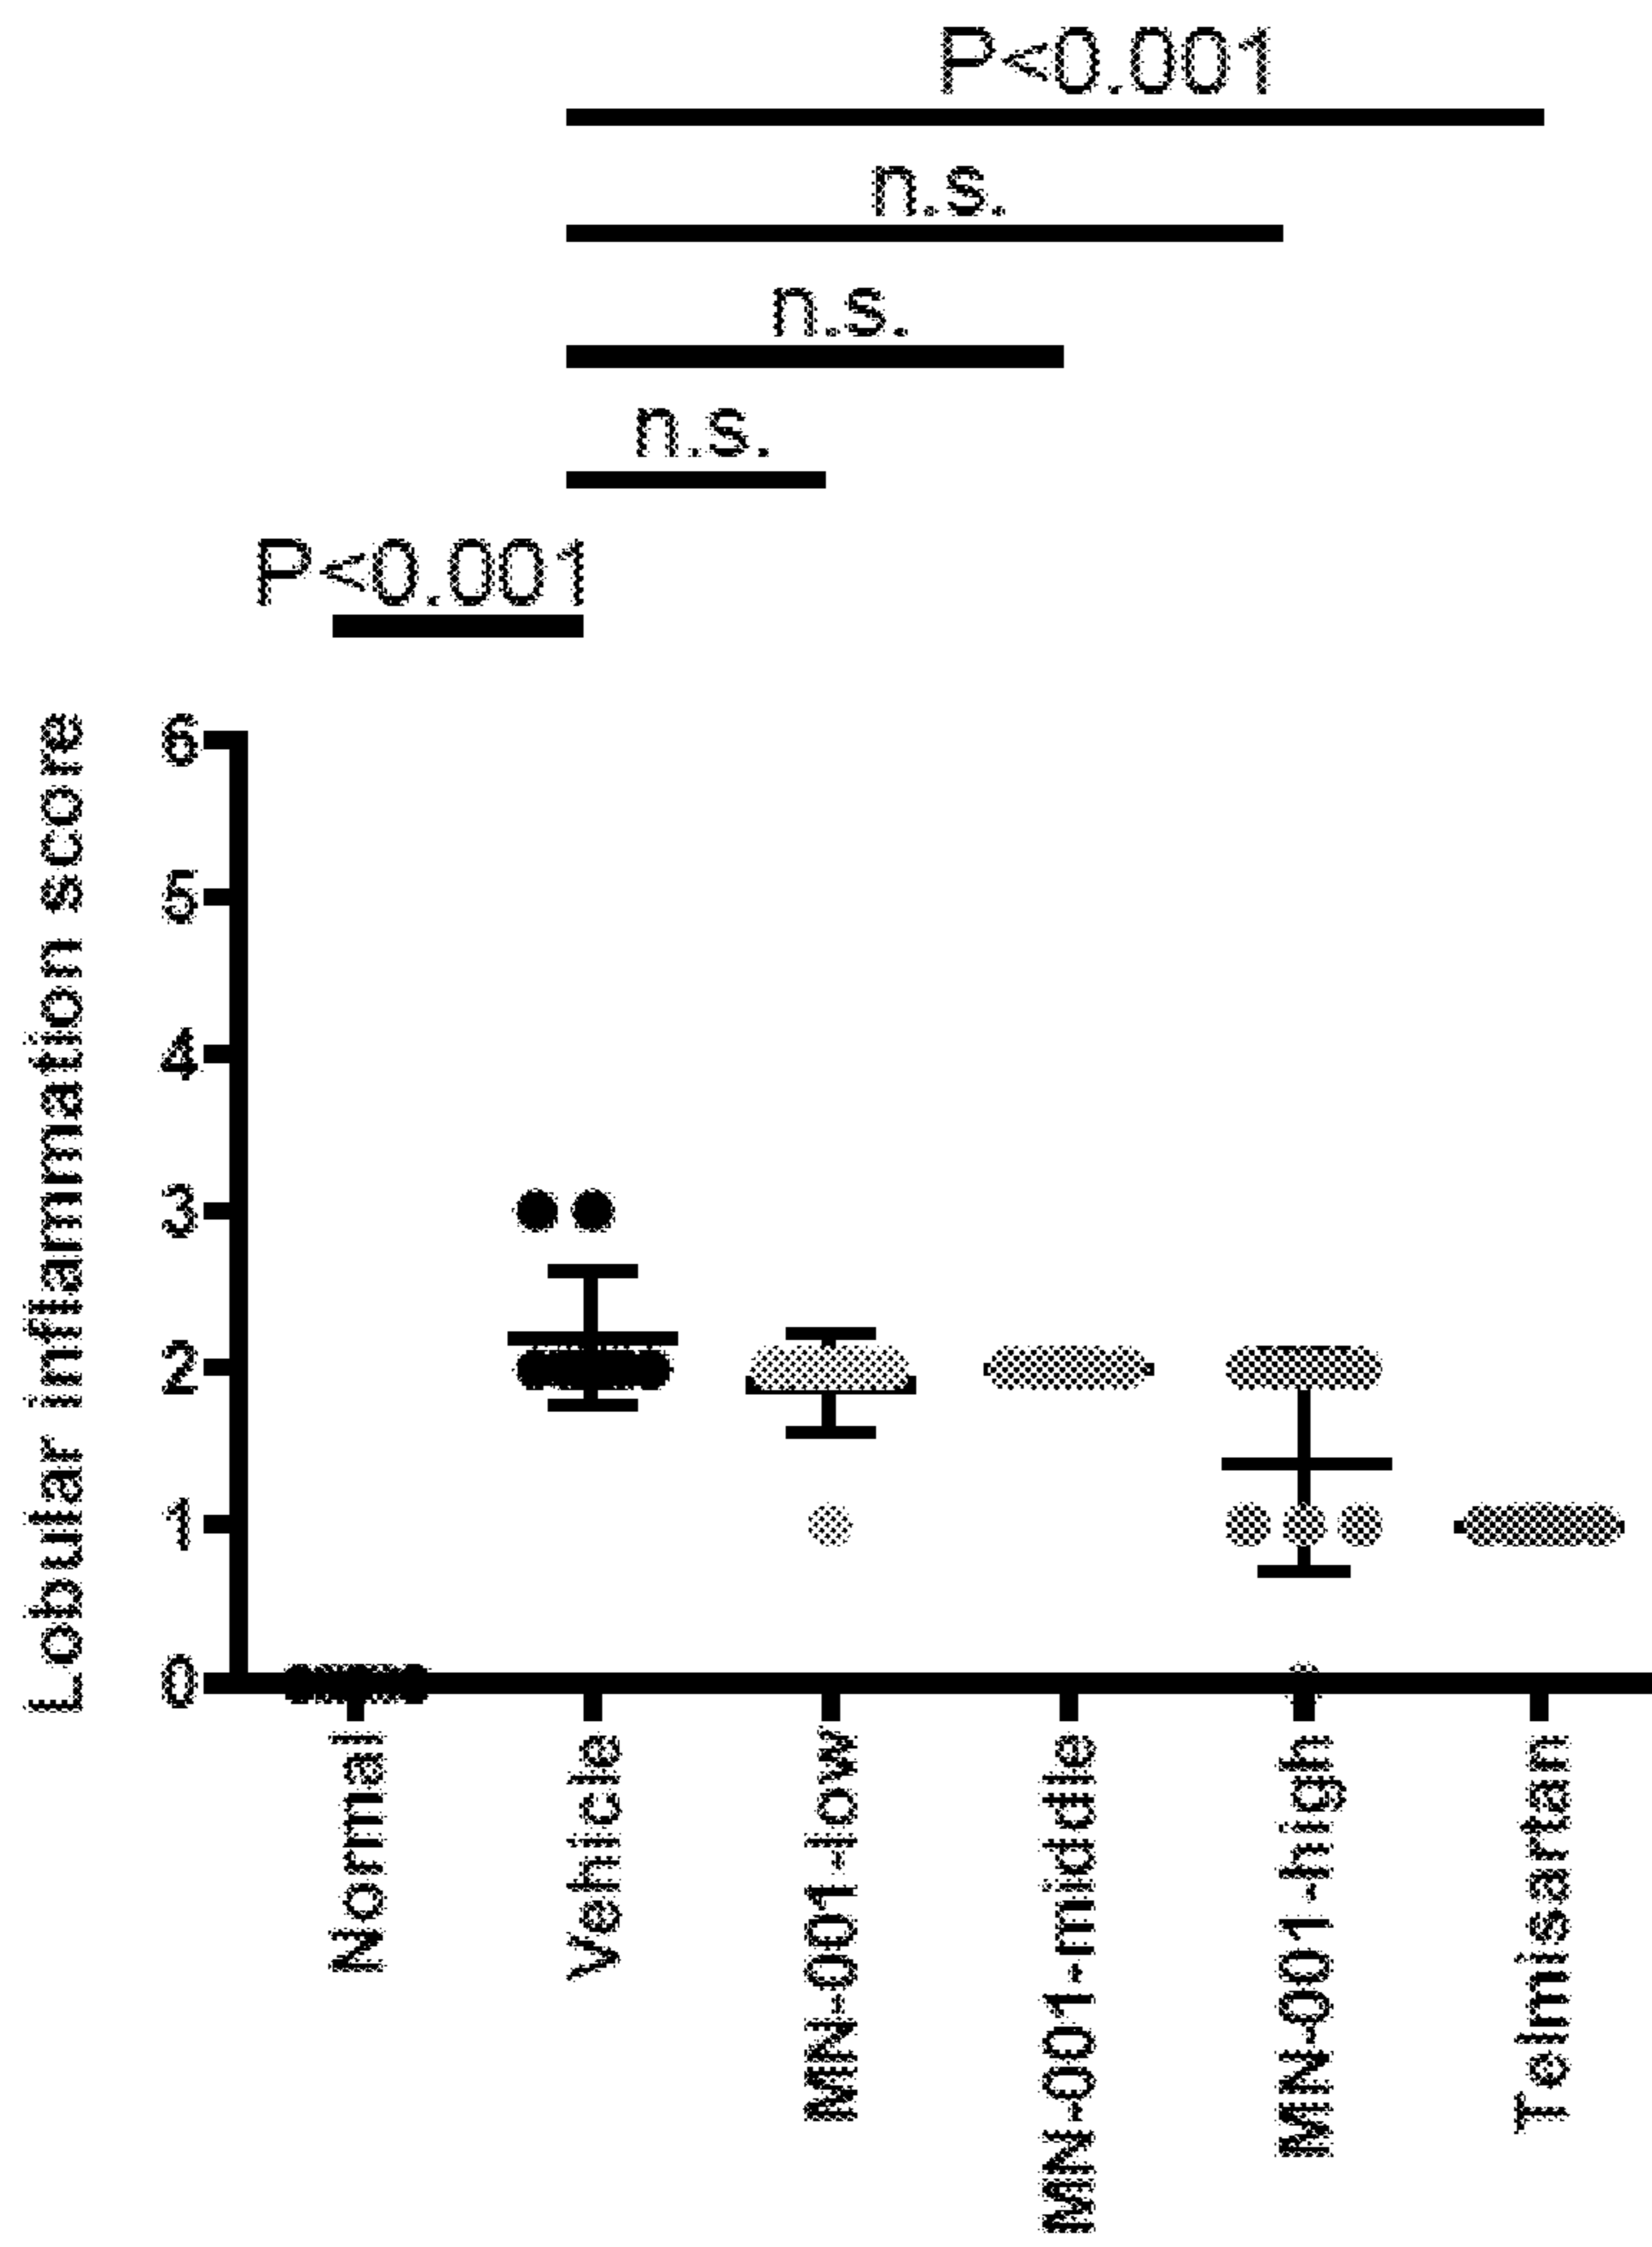 P<0.001
n.s.
n.s.
n.s.
P<0.001
Lobular inflammation score
6
5
4
3
2
1
0
Normal
Vehicle
MN-001-low
MN-001-middle
MN-001-high
Telmisartan